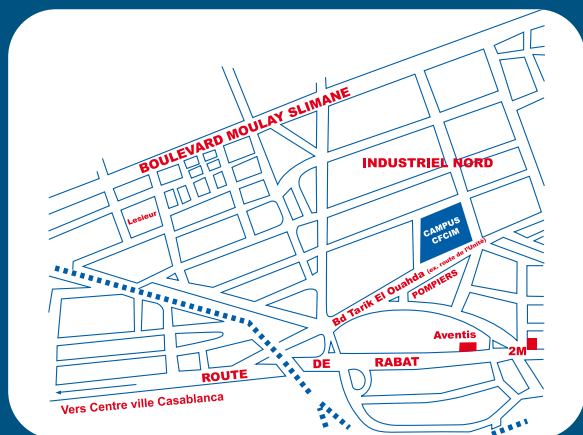 BOULEVARD MOULAY SLIMANE
INDUSTRIEL NORD
Lesieur
CAMPUS
CFCIM
Bd Tarik El Ouahda (ex. route de l'Unité)
POMPIERS
Aventis
2M
ROUTE DE RABAT
Vers Centre ville Casablanca